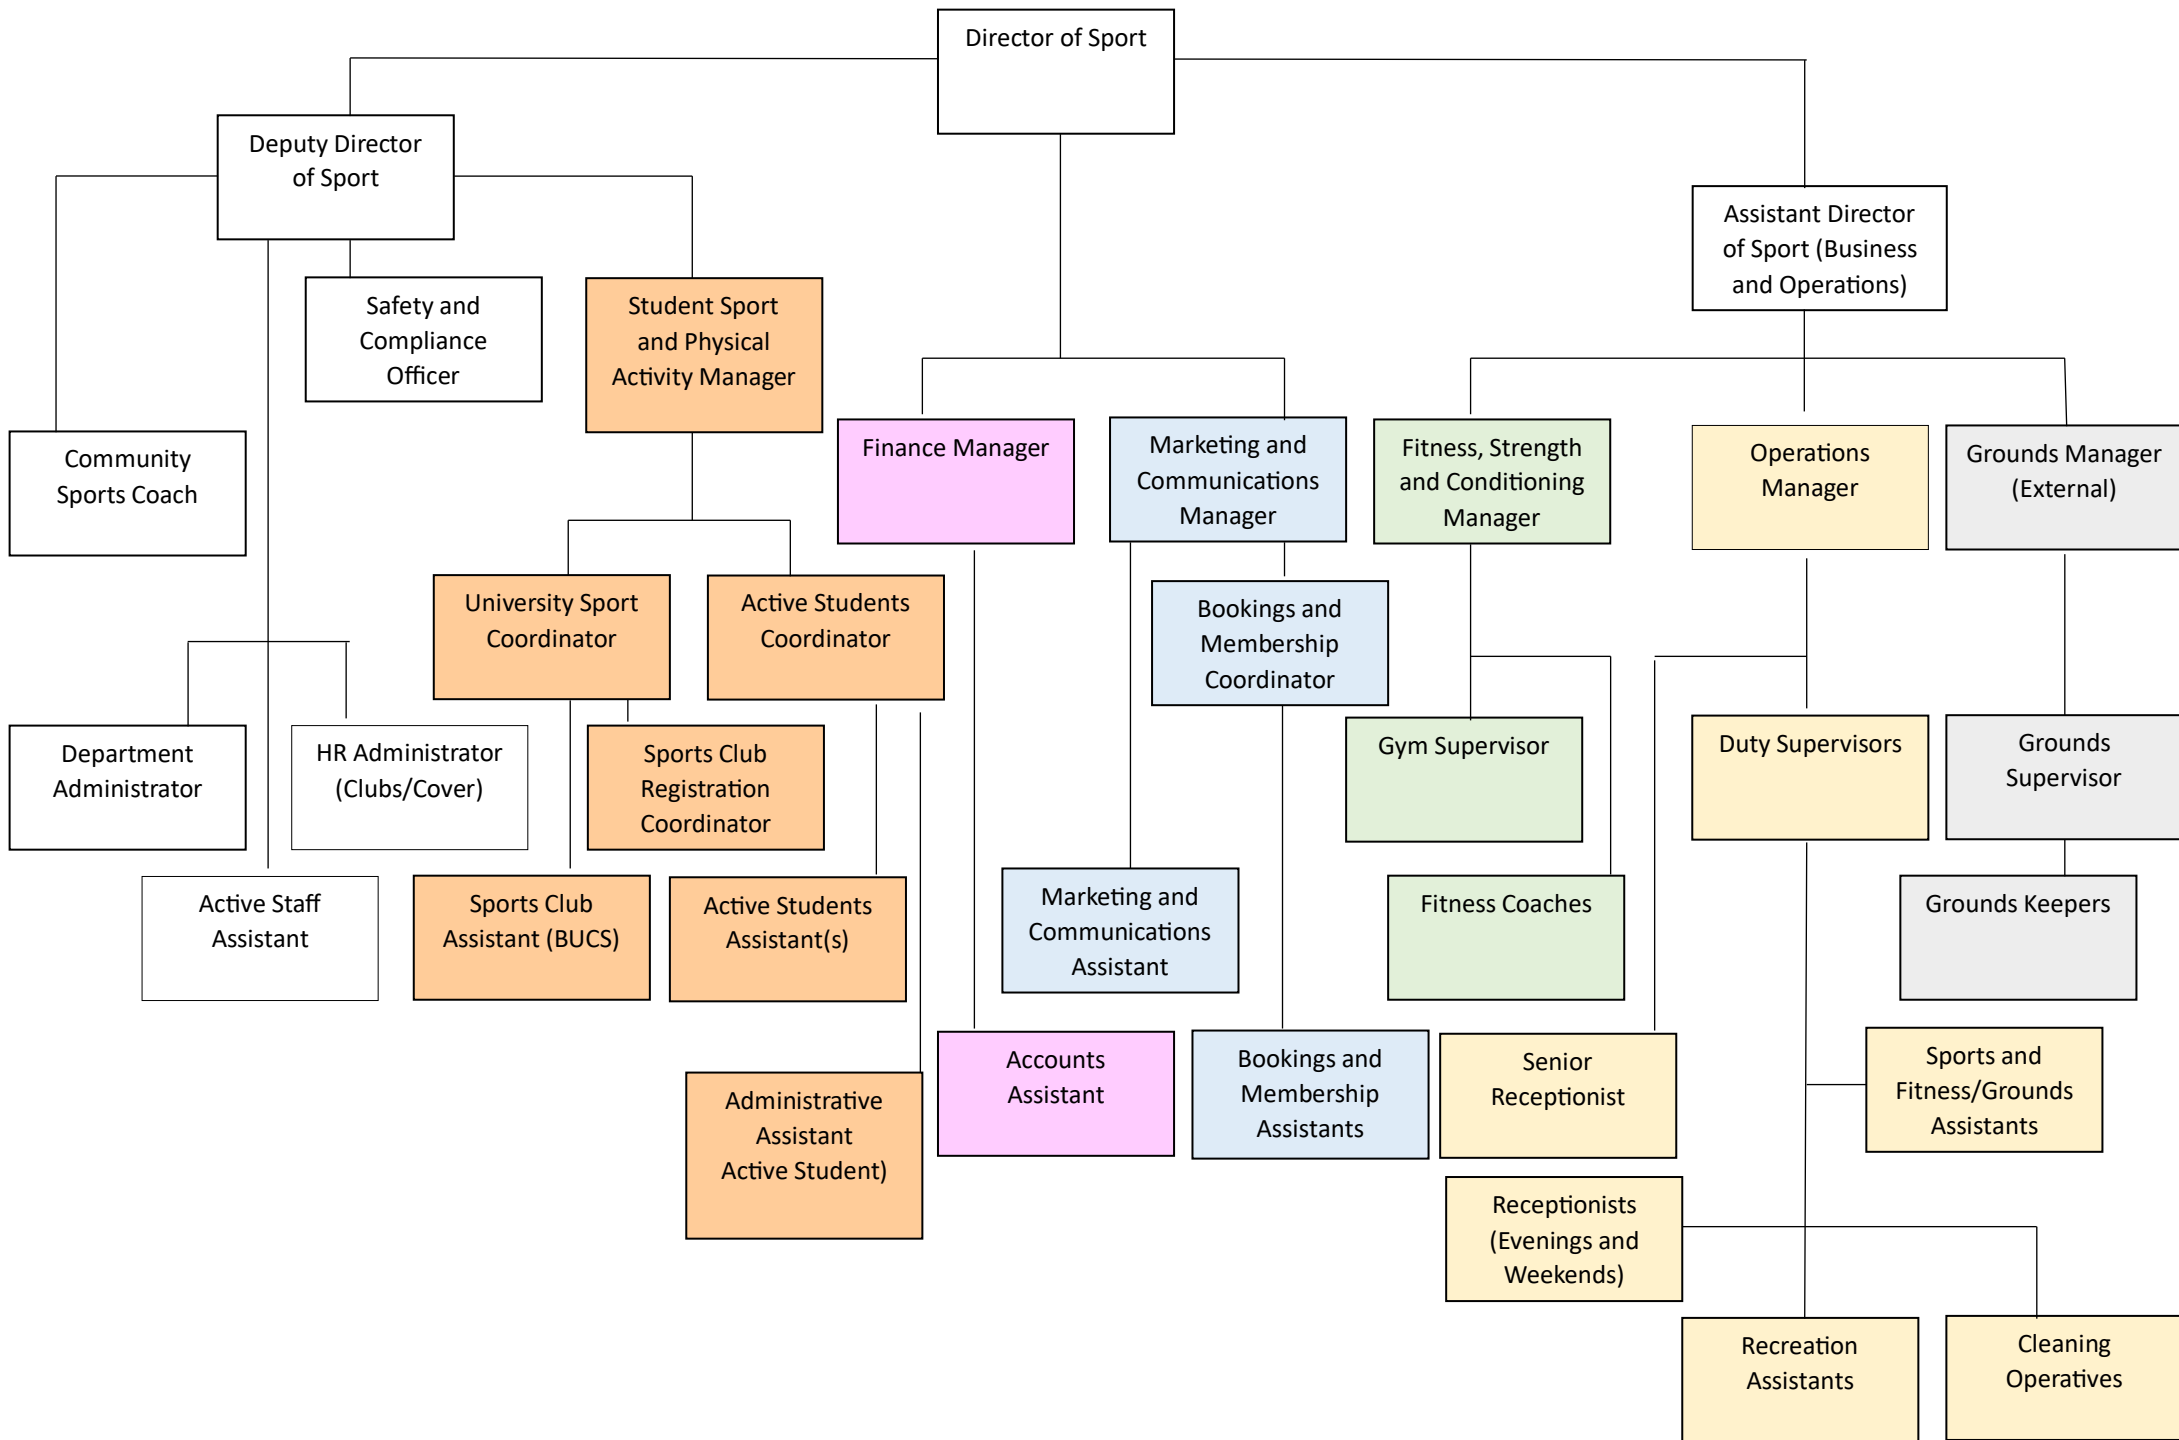 Director of Sport
Deputy Director
of Sport
Assistant Director
of Sport (Business
and Operations)
Safety and
Compliance
Officer
Student Sport
and Physical
Activity Manager
Community
Sports Coach
Finance Manager
Marketing and
Communications
Manager
Fitness, Strength
and Conditioning
Manager
Operations
Manager
Grounds Manager
(External)
University Sport
Coordinator
Active Students
Coordinator
Bookings and
Membership
Coordinator
Department
Administrator
HR Administrator
(Clubs/Cover)
Sports Club
Registration
Coordinator
Gym Supervisor
Duty Supervisors
Grounds
Supervisor
Active Staff
Assistant
Sports Club
Assistant (BUCS)
Active Students
Assistant(s)
Marketing and
Communications
Assistant
Fitness Coaches
Grounds Keepers
Administrative
Assistant
Active Student)
Accounts
Assistant
Bookings and
Membership
Assistants
Senior
Receptionist
Sports and
Fitness/Grounds
Assistants
Receptionists
(Evenings and
Weekends)
Recreation
Assistants
Cleaning
Operatives